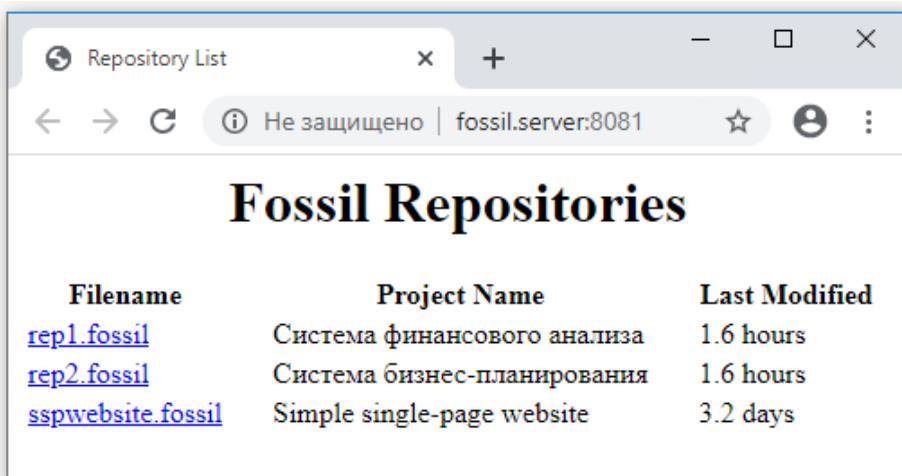 Repository List
Не защищено fossil.server:8081
Fossil Repositories
Filename Project Name Last Modified
rep1.fossil Система финансового анализа 1.6 hours
rep2.fossil Система бизнес-планирования 1.6 hours
sspwebsite.fossil Simple single-page website 3.2 days